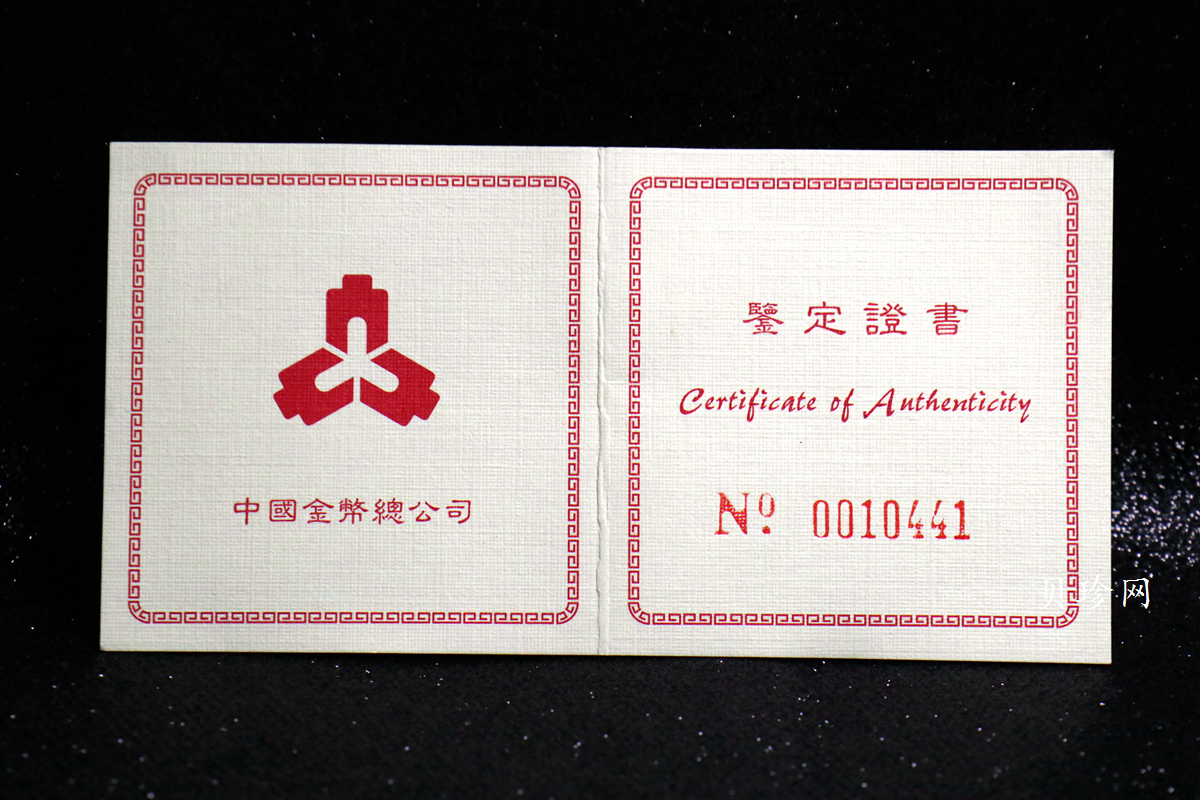 中國金幣總公司
鑒定證書
Certificate of Authenticity
Nº 0010441
贝珍网